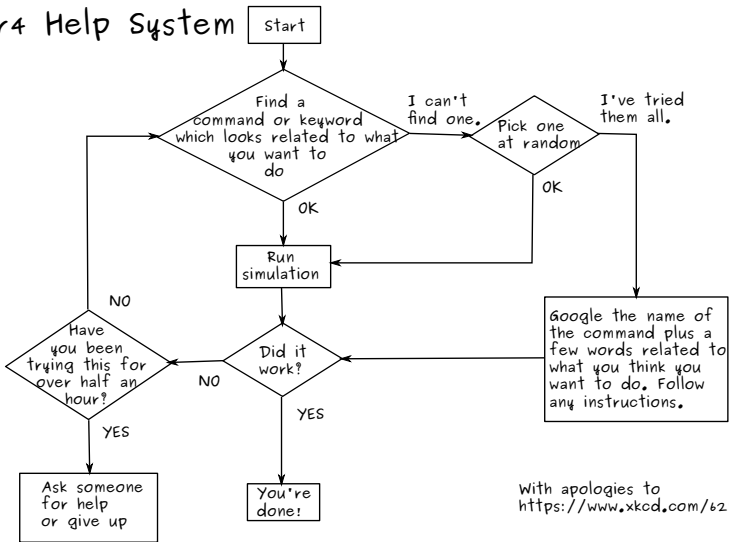 Help System
Start
Find a
command or keyword
which looks related to what
you want to
do
I can't
find one.
Pick one
at random
I've tried
them all.
OK
OK
Run
simulation
NO
Have
you been
trying this for
over half an
hour?
NO
Did it
work?
Google the name of
the command plus a
few words related to
what you think you
want to do. Follow
any instructions.
YES
YES
Ask someone
for help
or give up
You're
done!
With apologies to
https://www.xkcd.com/62